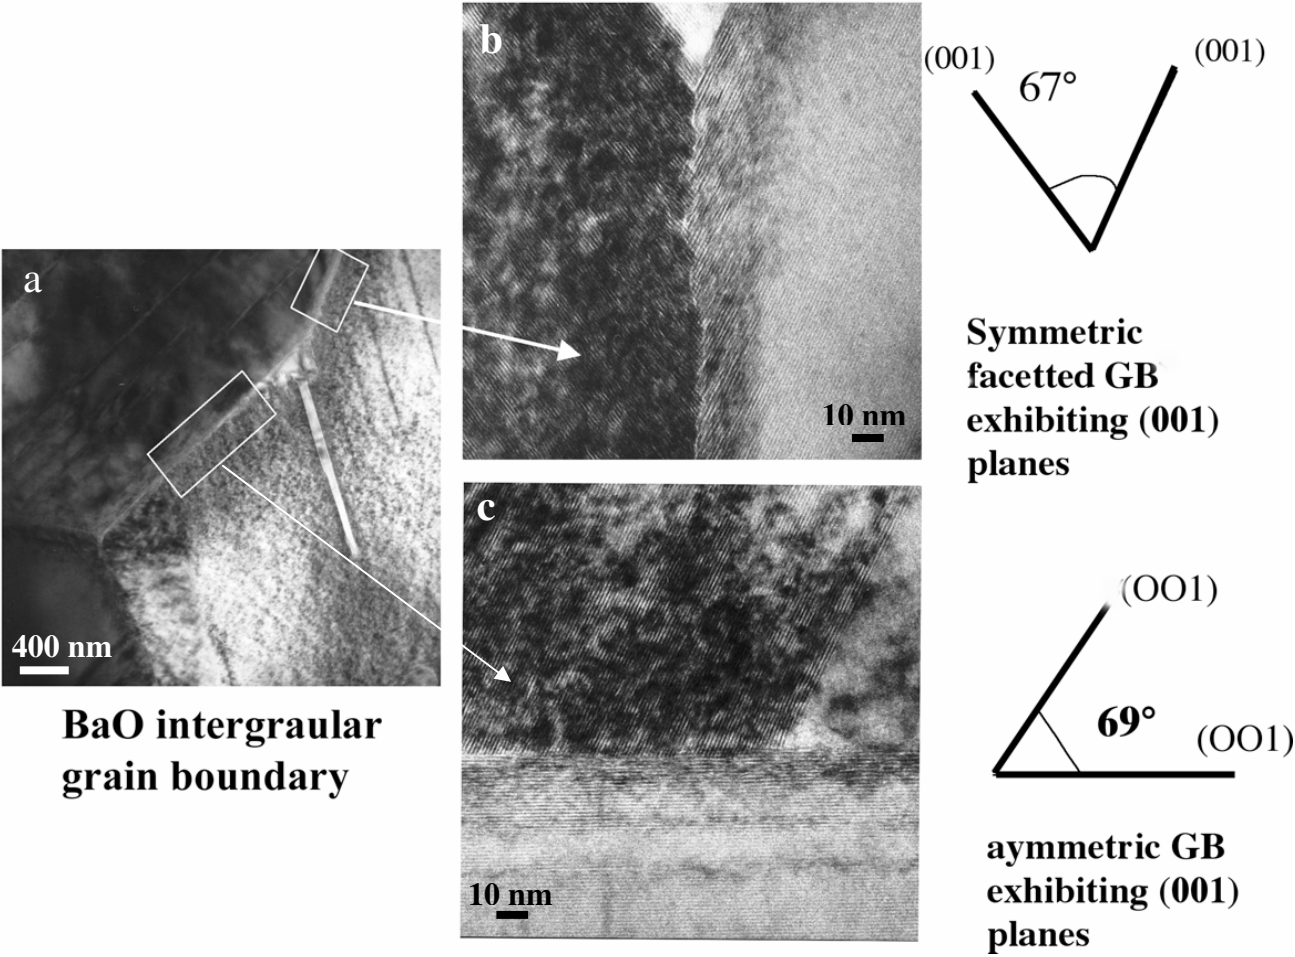 a
400 nm
BaO intergraular
grain boundary
b
10 nm
(001)
67°
(001)
Symmetric
facetted GB
exhibiting (001)
planes
c
10 nm
(OO1)
69°
(OO1)
aymmetric GB
exhibiting (001)
planes